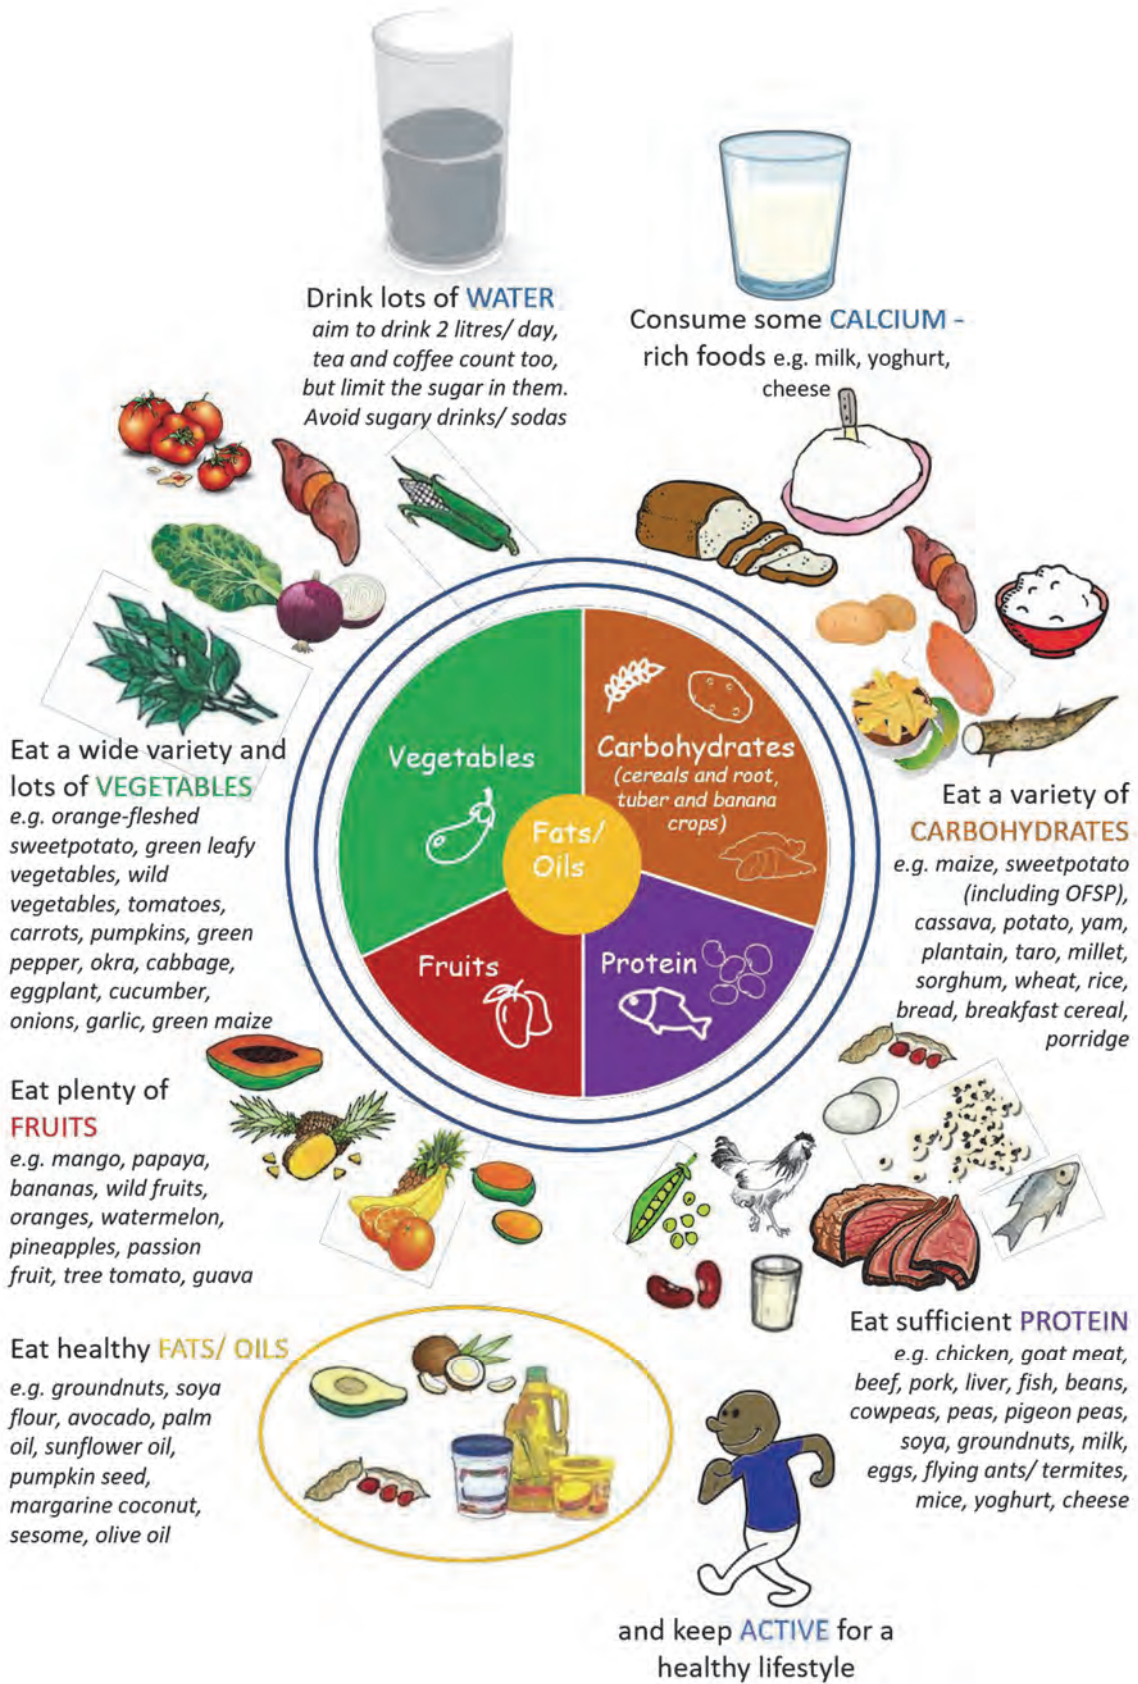 Drink lots of WATER
aim to drink 2 litres/ day,
tea and coffee count too,
but limit the sugar in them.
Avoid sugary drinks/ sodas
Consume some CALCIUM -
rich foods e.g. milk, yoghurt,
cheese
Eat a wide variety and
lots of VEGETABLES
e.g. orange-fleshed
sweetpotato, green leafy
vegetables, wild
vegetables, tomatoes,
carrots, pumpkins, green
pepper, okra, cabbage,
eggplant, cucumber,
onions, garlic, green maize
Vegetables
Carbohydrates
(cereals and root,
tuber and banana
crops)
Fats/
Oils
Fruits
Protein
Eat a variety of
CARBOHYDRATES
e.g. maize, sweetpotato
(including OFSP),
cassava, potato, yam,
plantain, taro, millet,
sorghum, wheat, rice,
bread, breakfast cereal,
porridge
Eat plenty of
FRUITS
e.g. mango, papaya,
bananas, wild fruits,
oranges, watermelon,
pineapples, passion
fruit, tree tomato, guava
Eat healthy FATS/ OILS
e.g. groundnuts, soya
flour, avocado, palm
oil, sunflower oil,
pumpkin seed,
margarine coconut,
sesome, olive oil
Eat sufficient PROTEIN
e.g. chicken, goat meat,
beef, pork, liver, fish, beans,
cowpeas, peas, pigeon peas,
soya, groundnuts, milk,
eggs, flying ants/ termites,
mice, yoghurt, cheese
and keep ACTIVE for a
healthy lifestyle